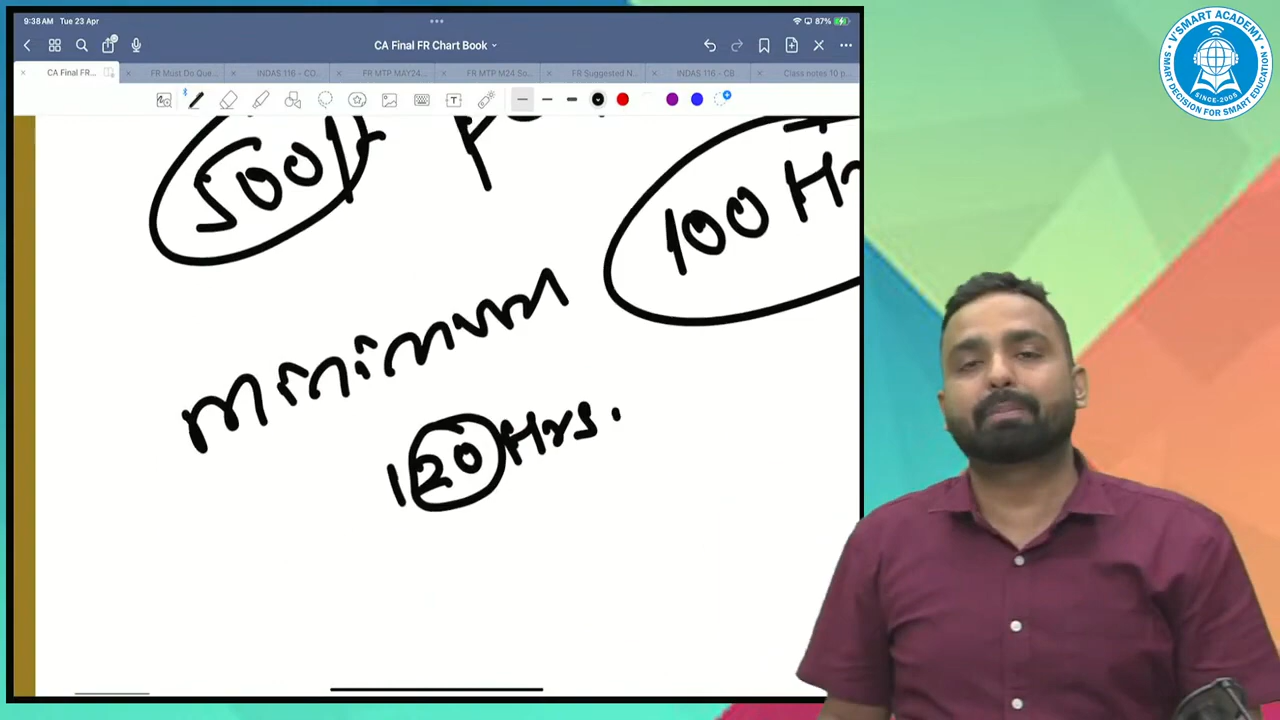 9:38 AM Tue 23 Apr
87%
CA Final FR Chart Book
CA Final FR...
FR Must Do Que...
INDAS 116 - CO...
FR MTP MAY24...
FR MTP M24 Se...
FR Suggested N...
INDAS 116 - CB...
Class notes 10 p...
500
100 Hr
minimum
120 Hrs.
V'SMART ACADEMY
SINCE-2005
SMART DECISION FOR SMART EDUCATION